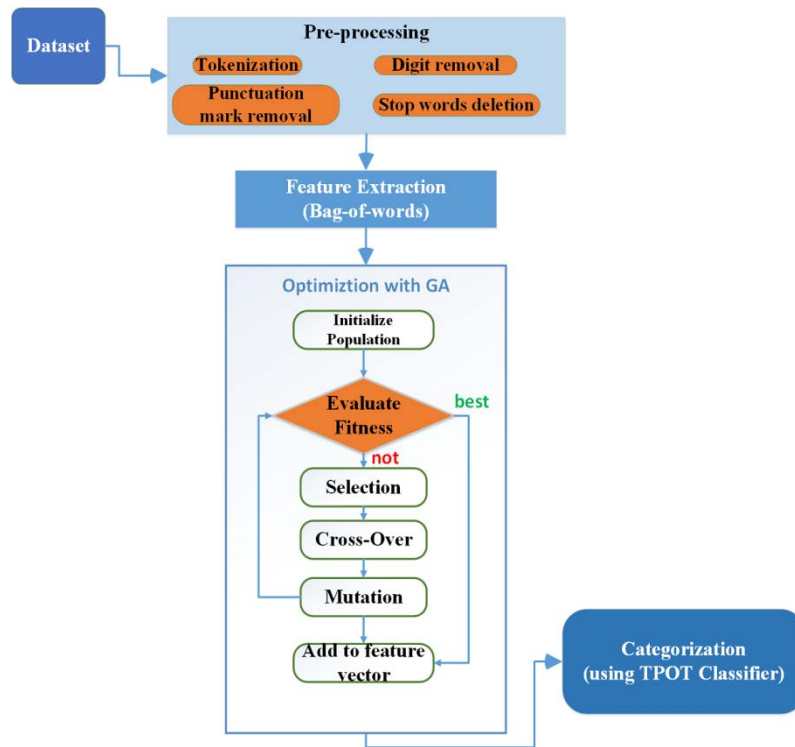 Dataset
Pre-processing
Tokenization
Digit removal
Punctuation
mark removal
Stop words deletion
Feature Extraction
(Bag-of-words)
Optimiztion with GA
Initialize
Population
Evaluate
Fitness
best
not
Selection
Cross-Over
Mutation
Add to feature
vector
Categorization
(using TPOT Classifier)